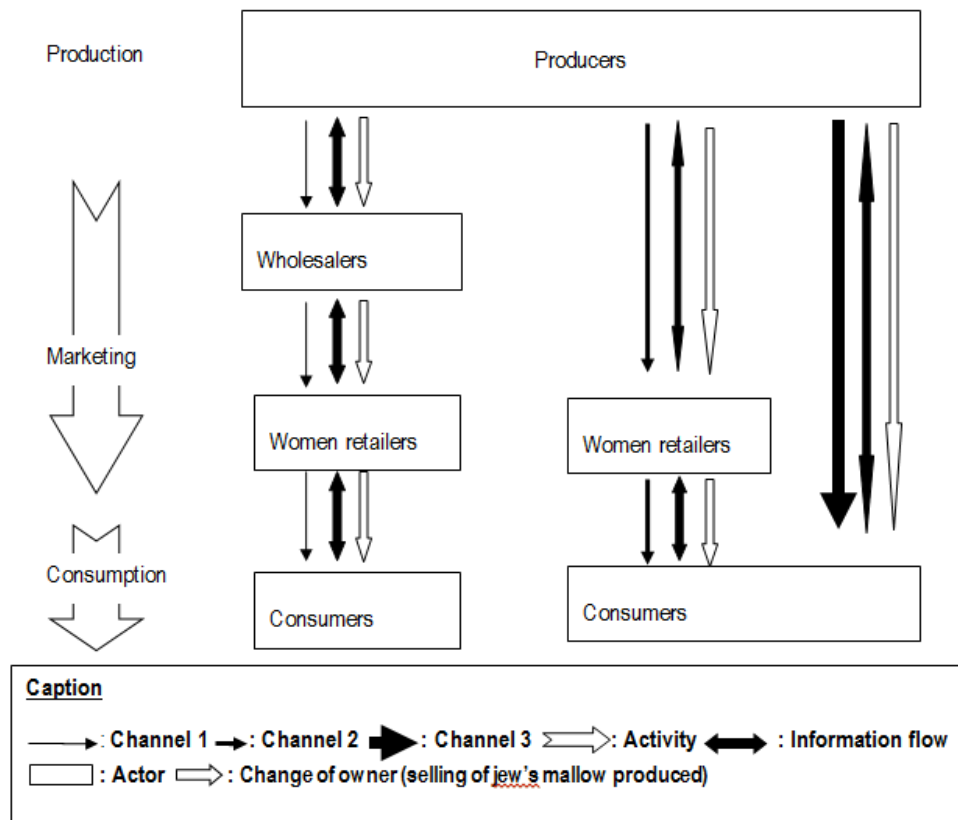 Production
Producers
Wholesalers
Marketing
Women retailers
Women retailers
Consumption
Consumers
Consumers
Caption
: Channel 1 : Channel 2 : Channel 3 : Activity : Information flow
: Actor : Change of owner (selling of jew's mallow produced)